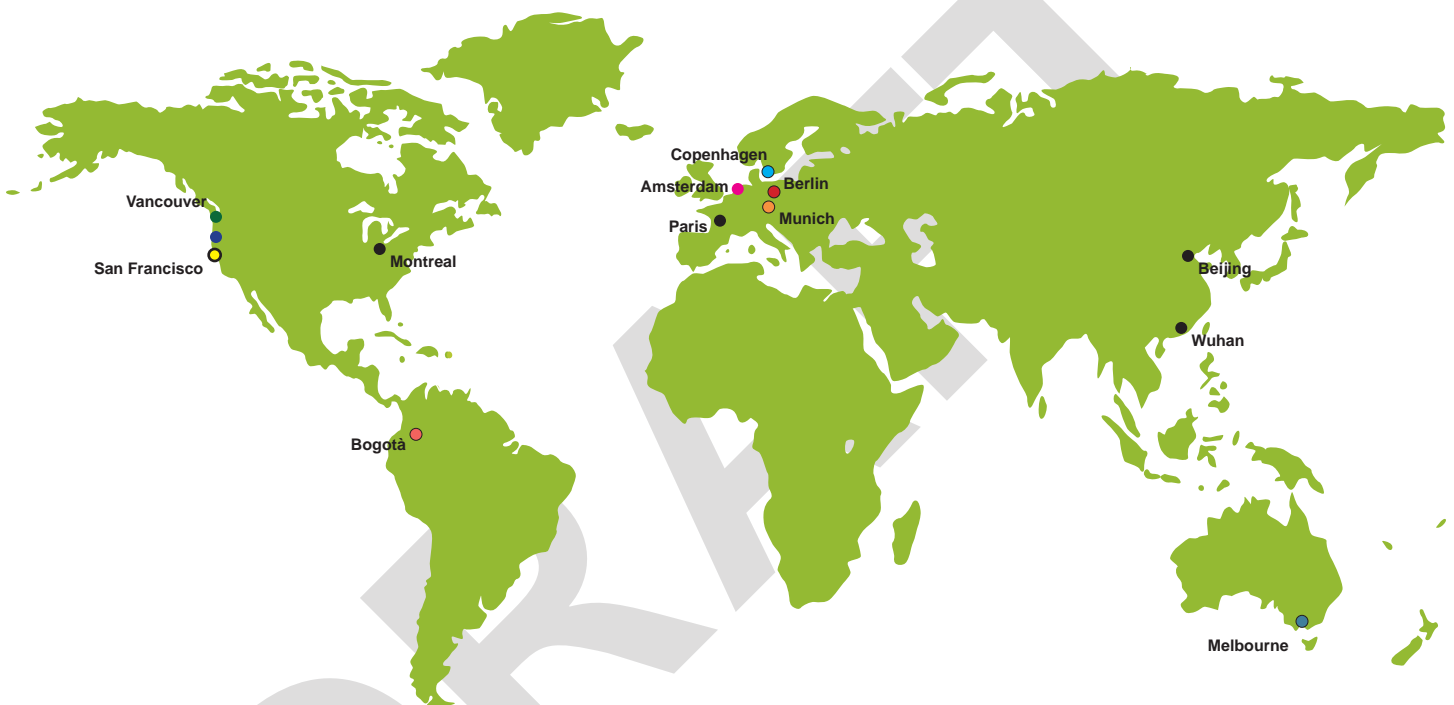 Copenhagen
Amsterdam
Berlin
Vancouver
Paris
Munich
San Francisco
Montreal
Beijing
Wuhan
Bogotà
Melbourne